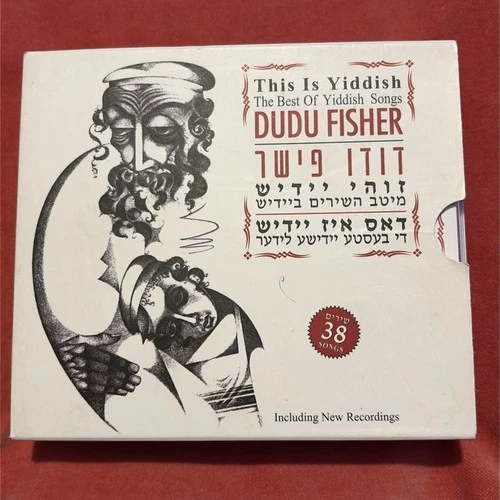 This Is Yiddish
The Best Of Yiddish Songs
DUDU FISHER
דודו פישר
זוהי יידיש
מיטב השירים ביידיש
דאס איז יידיש
די בעסטע יידישע לידער
שירים
38
SONGS
Including New Recordings